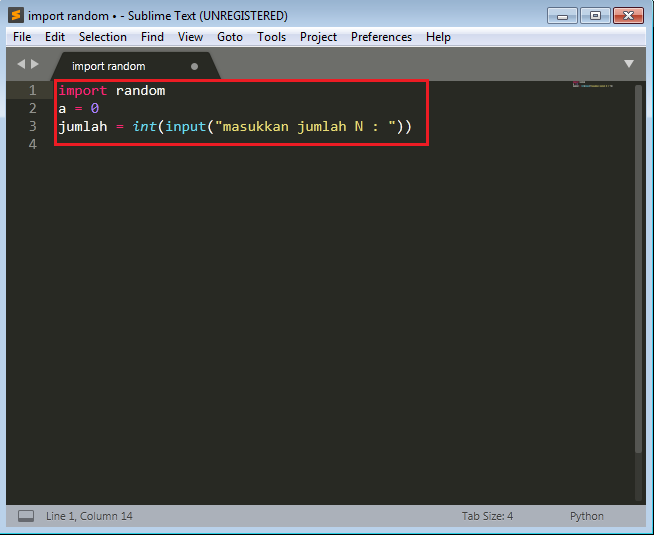 import random • - Sublime Text (UNREGISTERED)
File Edit Selection Find View Goto Tools Project Preferences Help
import random
1 import random
2 a = 0
3 jumlah = int(input("masukkan jumlah N : "))
4
Line 1, Column 14 Tab Size: 4 Python